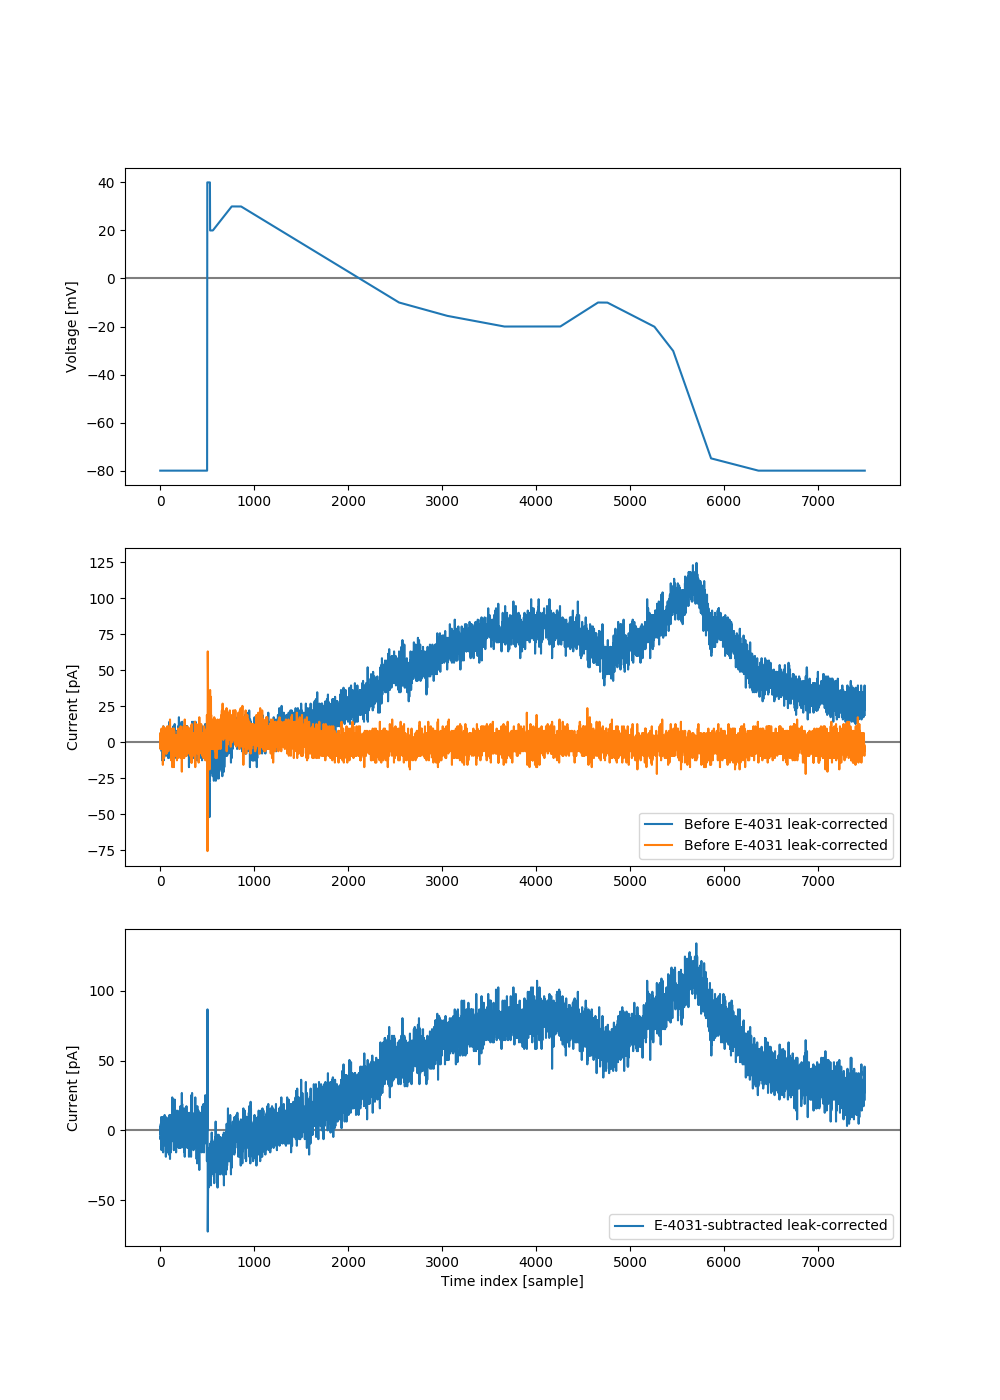 40
20
0
−20
−40
−60
−80
Voltage [mV]
0 1000 2000 3000 4000 5000 6000 7000
125
100
75
50
25
0
−25
−50
−75
Current [pA]
Before E-4031 leak-corrected
Before E-4031 leak-corrected
0 1000 2000 3000 4000 5000 6000 7000
100
50
0
−50
Current [pA]
E-4031-subtracted leak-corrected
0 1000 2000 3000 4000 5000 6000 7000
Time index [sample]